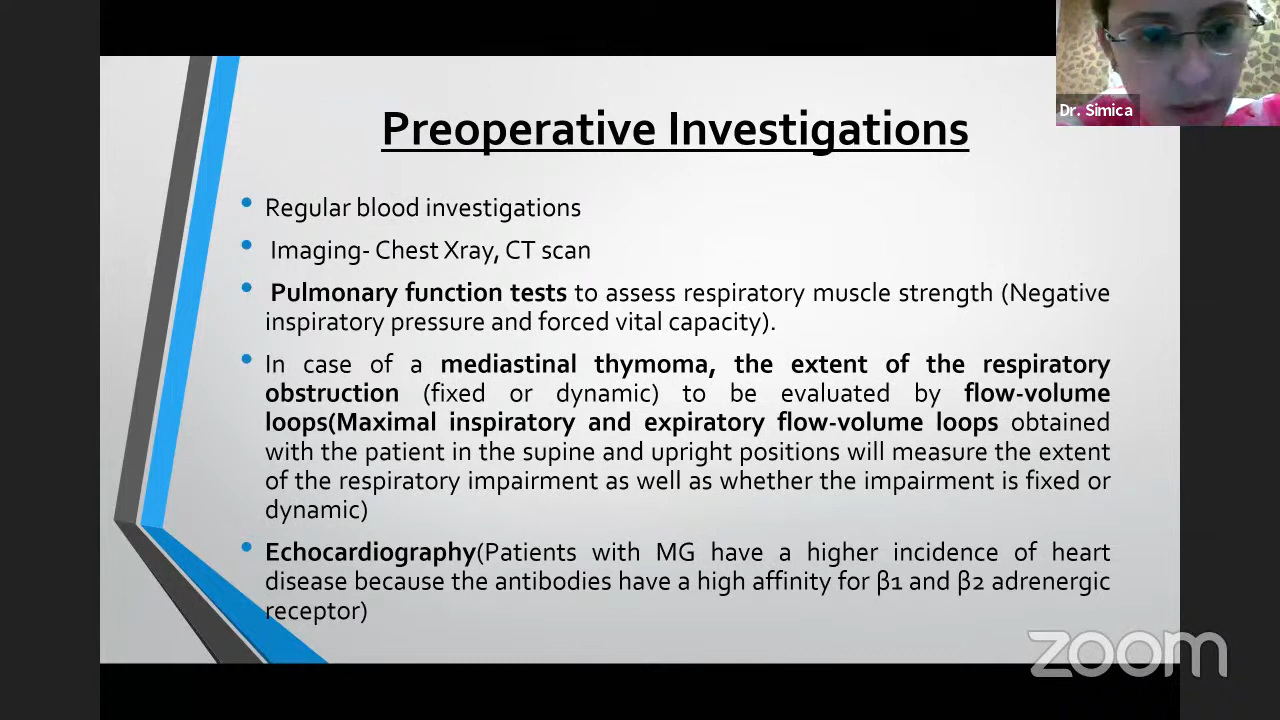 Preoperative Investigations
Dr. Simica
• Regular blood investigations
• Imaging- Chest Xray, CT scan
• Pulmonary function tests to assess respiratory muscle strength (Negative
inspiratory pressure and forced vital capacity).
• In case of a mediastinal thymoma, the extent of the respiratory
obstruction (fixed or dynamic) to be evaluated by flow-volume
loops(Maximal inspiratory and expiratory flow-volume loops obtained
with the patient in the supine and upright positions will measure the extent
of the respiratory impairment as well as whether the impairment is fixed or
dynamic)
• Echocardiography(Patients with MG have a higher incidence of heart
disease because the antibodies have a high affinity for β1 and β2 adrenergic
receptor)
zoom